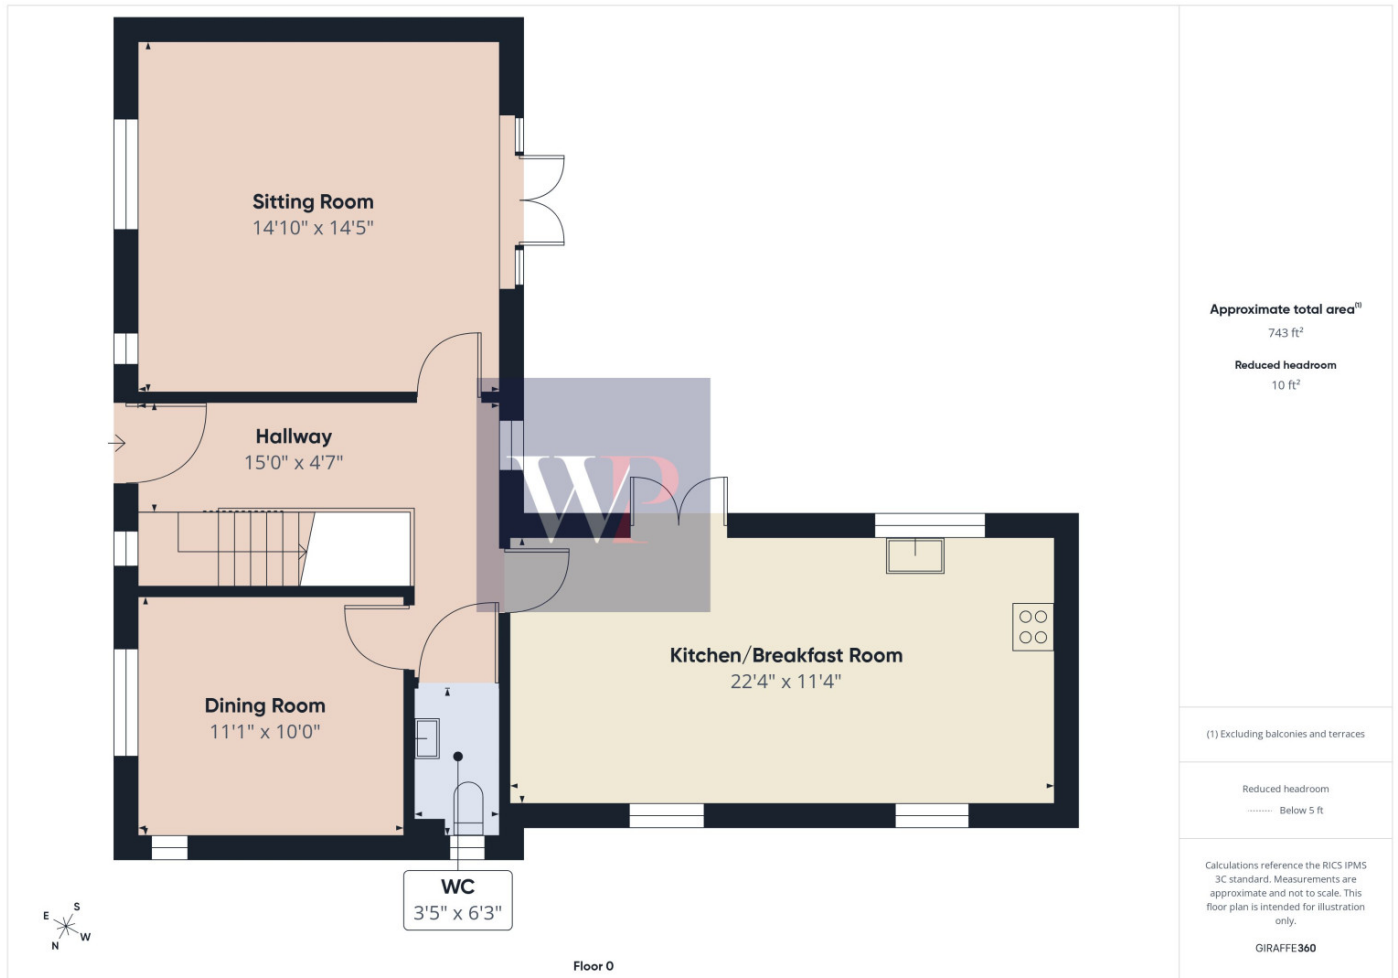 Sitting Room
14'10" x 14'5"
Hallway
15'0" x 4'7"
WP
Kitchen/Breakfast Room
22'4" x 11'4"
Dining Room
11'1" x 10'0"
WC
3'5" x 6'3"
S
E
W
N
Floor 0
Approximate total area(1)
743 ft²
Reduced headroom
10 ft²
(1) Excluding balconies and terraces
Reduced headroom
Below 5 ft
Calculations reference the RICS IPMS
3C standard. Measurements are
approximate and not to scale. This
floor plan is intended for illustration
only.
GIRAFFE360